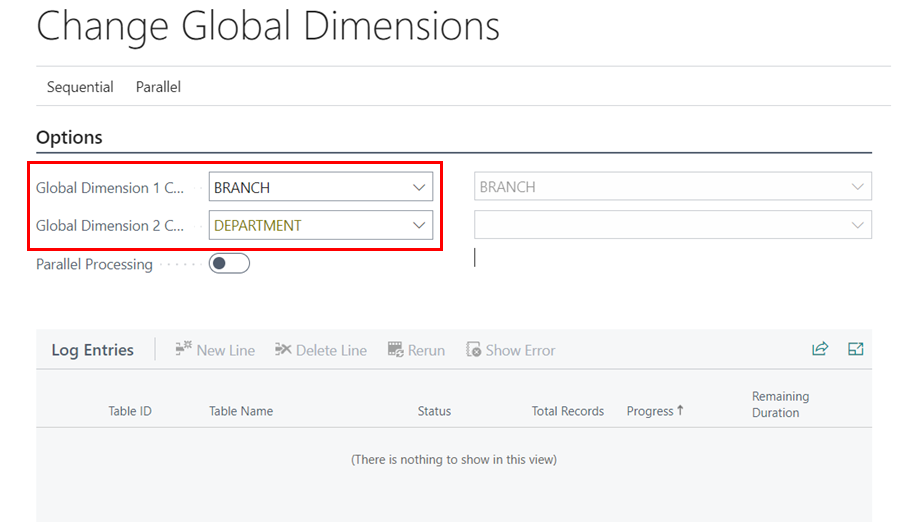 Change Global Dimensions
Sequential Parallel
Options
Global Dimension 1 C... BRANCH BRANCH
Global Dimension 2 C... DEPARTMENT
Parallel Processing
Log Entries New Line Delete Line Rerun Show Error
Remaining
Table ID Table Name Status Total Records Progress↑
Duration
(There is nothing to show in this view)